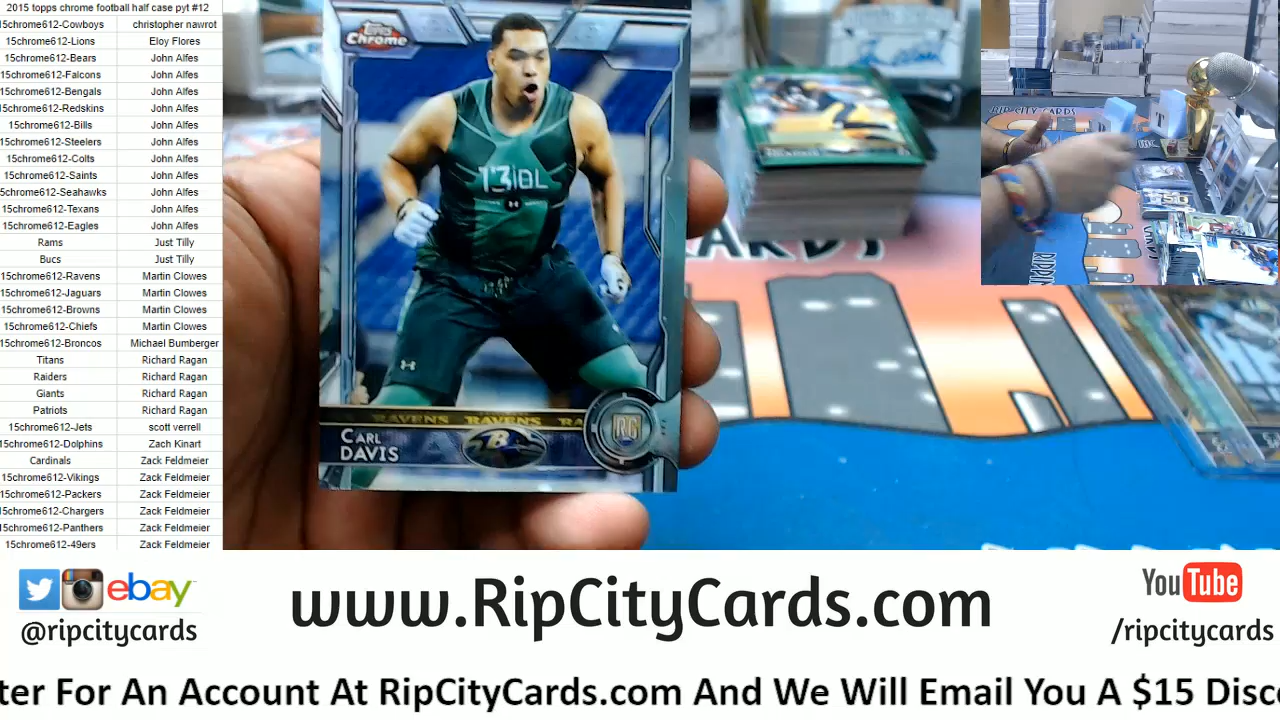 2015 topps chrome football half case pyt #12
15chrome612-Cowboys christopher nawrot
15chrome612-Lions Eloy Flores
15chrome612-Bears John Alfes
15chrome612-Falcons John Alfes
15chrome612-Bengals John Alfes
15chrome612-Redskins John Alfes
15chrome612-Bills John Alfes
15chrome612-Steelers John Alfes
15chrome612-Colts John Alfes
15chrome612-Saints John Alfes
15chrome612-Seahawks John Alfes
15chrome612-Texans John Alfes
15chrome612-Eagles John Alfes
Rams Just Tilly
Bucs Just Tilly
15chrome612-Ravens Martin Clowes
15chrome612-Jaguars Martin Clowes
15chrome612-Browns Martin Clowes
15chrome612-Chiefs Martin Clowes
15chrome612-Broncos Michael Bumberger
Titans Richard Ragan
Raiders Richard Ragan
Giants Richard Ragan
Patriots Richard Ragan
15chrome612-Jets scott verrell
15chrome612-Dolphins Zach Kinart
Cardinals Zack Feldmeier
15chrome612-Vikings Zack Feldmeier
15chrome612-Packers Zack Feldmeier
15chrome612-Chargers Zack Feldmeier
15chrome612-Panthers Zack Feldmeier
15chrome612-49ers Zack Feldmeier
Topps Chrome
13 OL
RAVENS RAVENS RA
CARL DAVIS
RC
RIP CITY CARDS
ebay
@ripcitycards
www.RipCityCards.com
YouTube
/ripcitycards
ter For An Account At RipCityCards.com And We Will Email You A $15 Disc